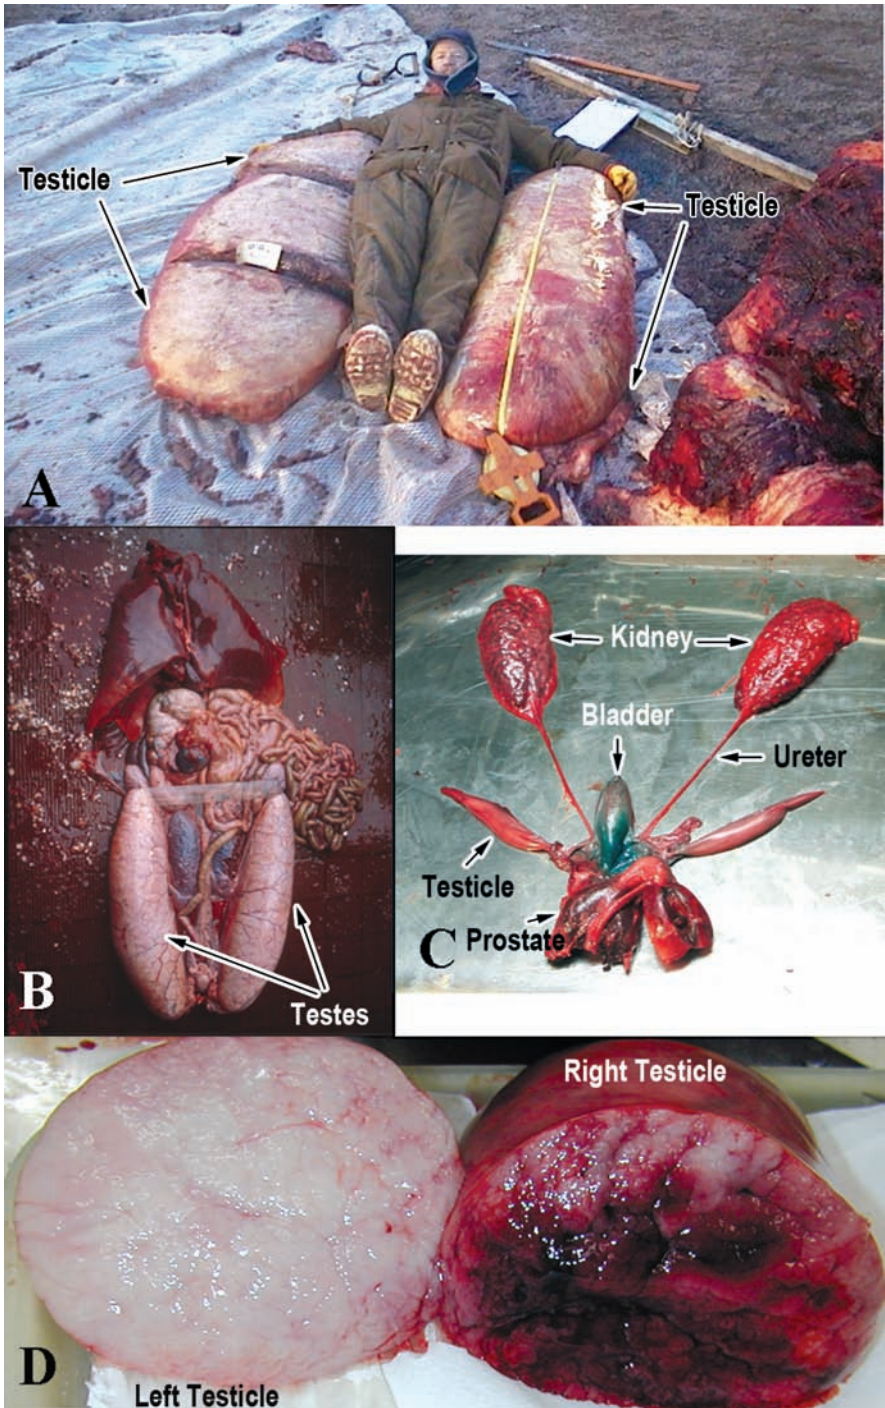 Testicle
Testicle
A
Kidney
Bladder
Ureter
Testicle
Prostate
C
B
Testes
Right Testicle
D
Left Testicle